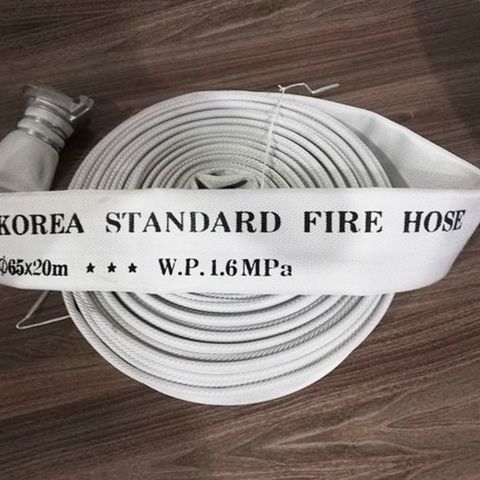 KOREA STANDARD FIRE HOSE
ϕ65x20m ★ ★ ★ W.P.1.6MPa